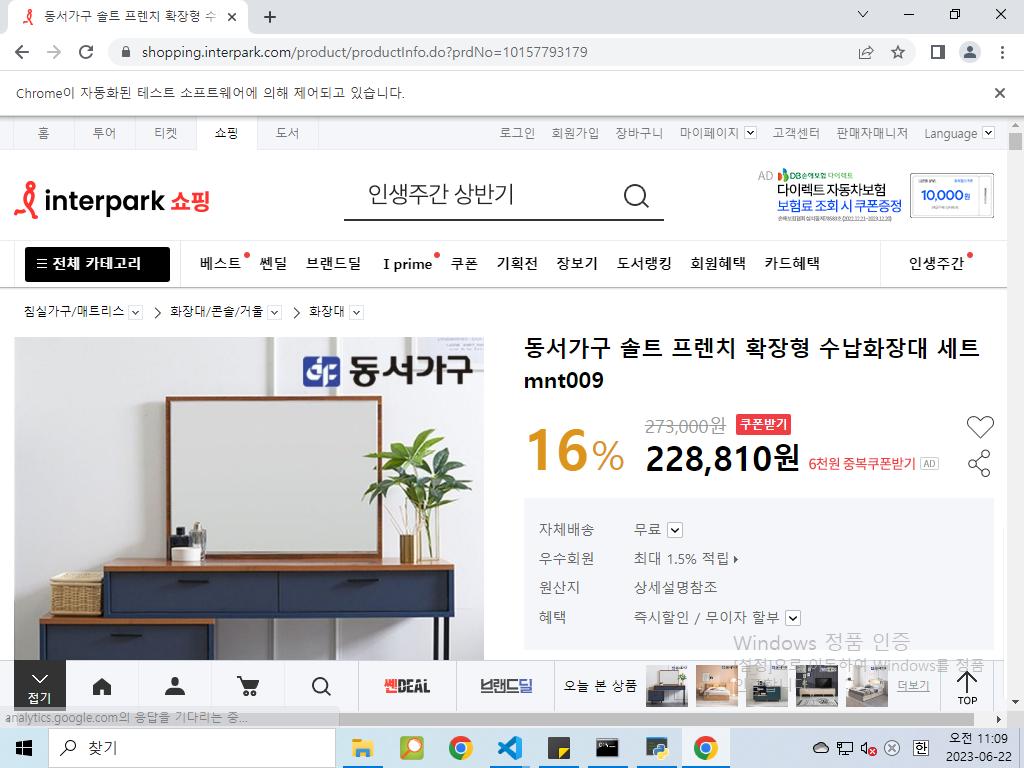 동서가구 솔트 프렌치 확장형 수
shopping.interpark.com/product/productInfo.do?prdNo=10157793179
Chrome이 자동화된 테스트 소프트웨어에 의해 제어되고 있습니다.
홈 투어 티켓 쇼핑 도서 로그인 회원가입 장바구니 마이페이지 고객센터 판매자매니저 Language
interpark 쇼핑
인생주간 상반기
AD DB손해보험 다이렉트
다이렉트 자동차보험
보험료 조회 시 쿠폰증정
10,000원
전체 카테고리 베스트 쎈딜 브랜드딜 I prime 쿠폰 기획전 장보기 도서랭킹 회원혜택 카드혜택 인생주간
침실가구/매트리스 화장대/콘솔/거울 화장대
동서가구
동서가구 솔트 프렌치 확장형 수납화장대 세트
mnt009
16% 273,000원 쿠폰받기
228,810원 6천원 중복쿠폰받기 AD
자체배송 무료
우수회원 최대 1.5% 적립
원산지 상세설명참조
혜택 즉시할인 / 무이자 할부
Windows 정품 인증
[설정]으로 이동하여 Windows를 정품
접기 쎈DEAL 브랜드딜 오늘 본 상품 더보기 TOP
analytics.google.com의 응답을 기다리는 중...
찾기
한
오전 11:09
2023-06-22